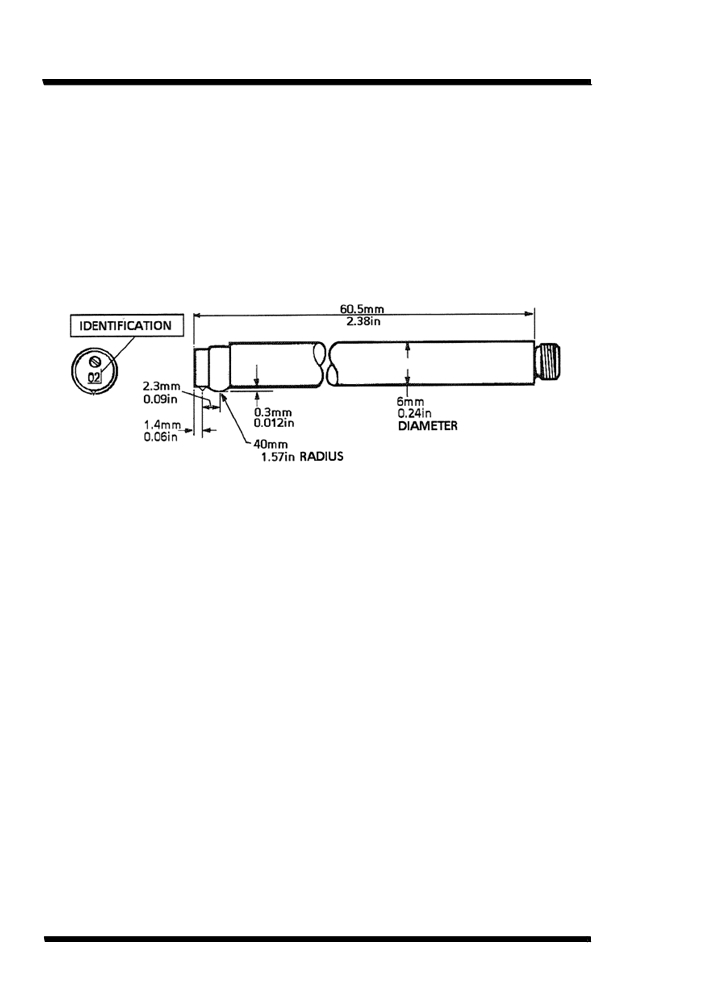 60.5mm
2.38in
IDENTIFICATION
02
2.3mm
0.09in
1.4mm
0.06in
0.3mm
0.012in
40mm
1.57in RADIUS
6mm
0.24in
DIAMETER